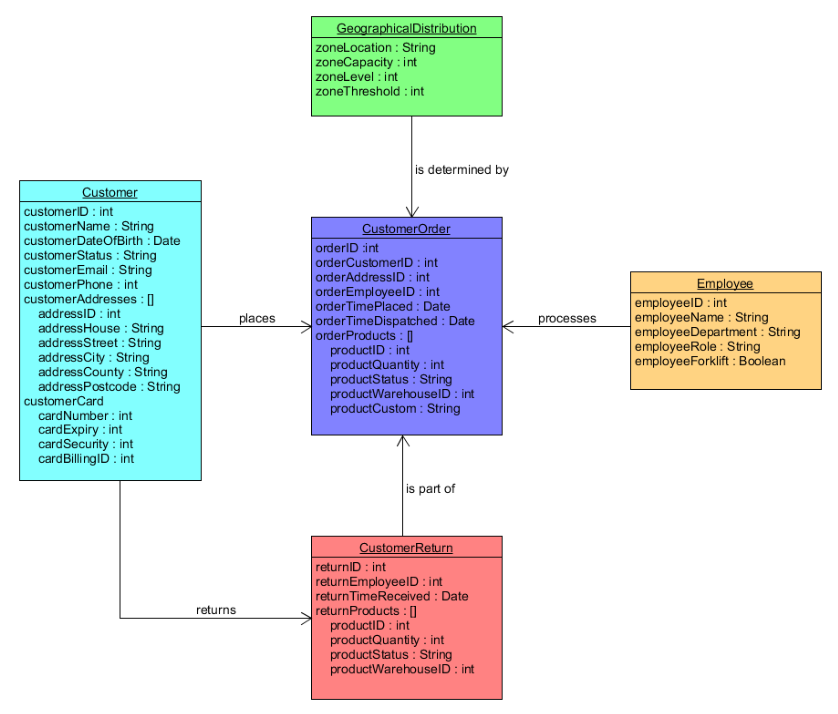 GeographicalDistribution
zoneLocation : String
zoneCapacity : int
zoneLevel : int
zoneThreshold : int
is determined by
Customer
customerID : int
customerName : String
customerDateOfBirth : Date
customerStatus : String
customerEmail : String
customerPhone : int
customerAddresses : []
addressID : int
addressHouse : String
addressStreet : String
addressCity : String
addressCounty : String
addressPostcode : String
customerCard
cardNumber : int
cardExpiry : int
cardSecurity : int
cardBillingID : int
places
CustomerOrder
orderID :int
orderCustomerID : int
orderAddressID : int
orderEmployeeID : int
orderTimePlaced : Date
orderTimeDispatched : Date
orderProducts : []
productID : int
productQuantity : int
productStatus : String
productWarehouseID : int
productCustom : String
processes
Employee
employeeID : int
employeeName : String
employeeDepartment : String
employeeRole : String
employeeForklift : Boolean
is part of
returns
CustomerReturn
returnID : int
returnEmployeeID : int
returnTimeReceived : Date
returnProducts : []
productID : int
productQuantity : int
productStatus : String
productWarehouseID : int